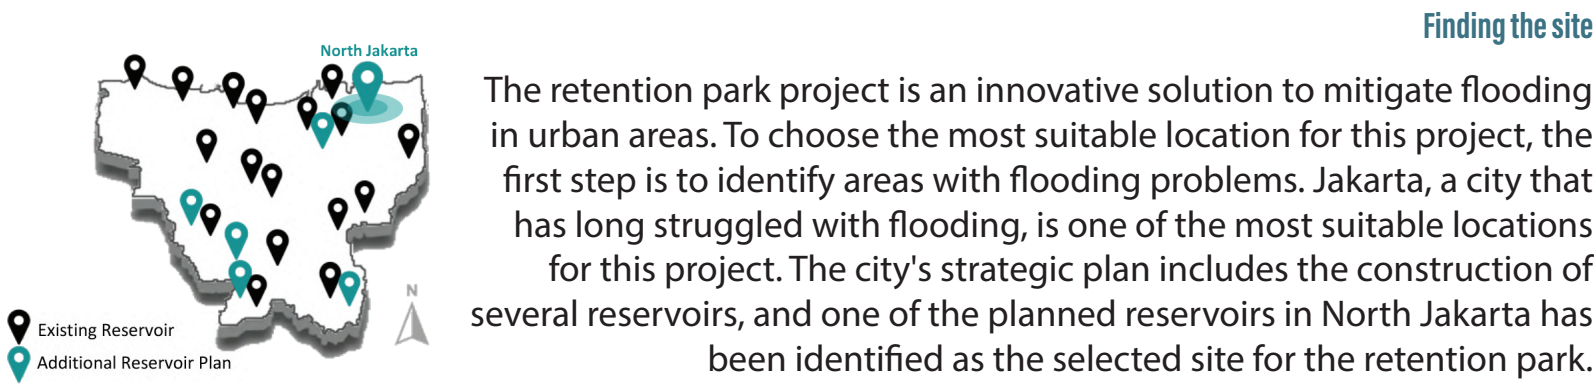 Finding the site
North Jakarta
The retention park project is an innovative solution to mitigate flooding
in urban areas. To choose the most suitable location for this project, the
first step is to identify areas with flooding problems. Jakarta, a city that
has long struggled with flooding, is one of the most suitable locations
for this project. The city's strategic plan includes the construction of
several reservoirs, and one of the planned reservoirs in North Jakarta has
been identified as the selected site for the retention park.
N
Existing Reservoir
Additional Reservoir Plan